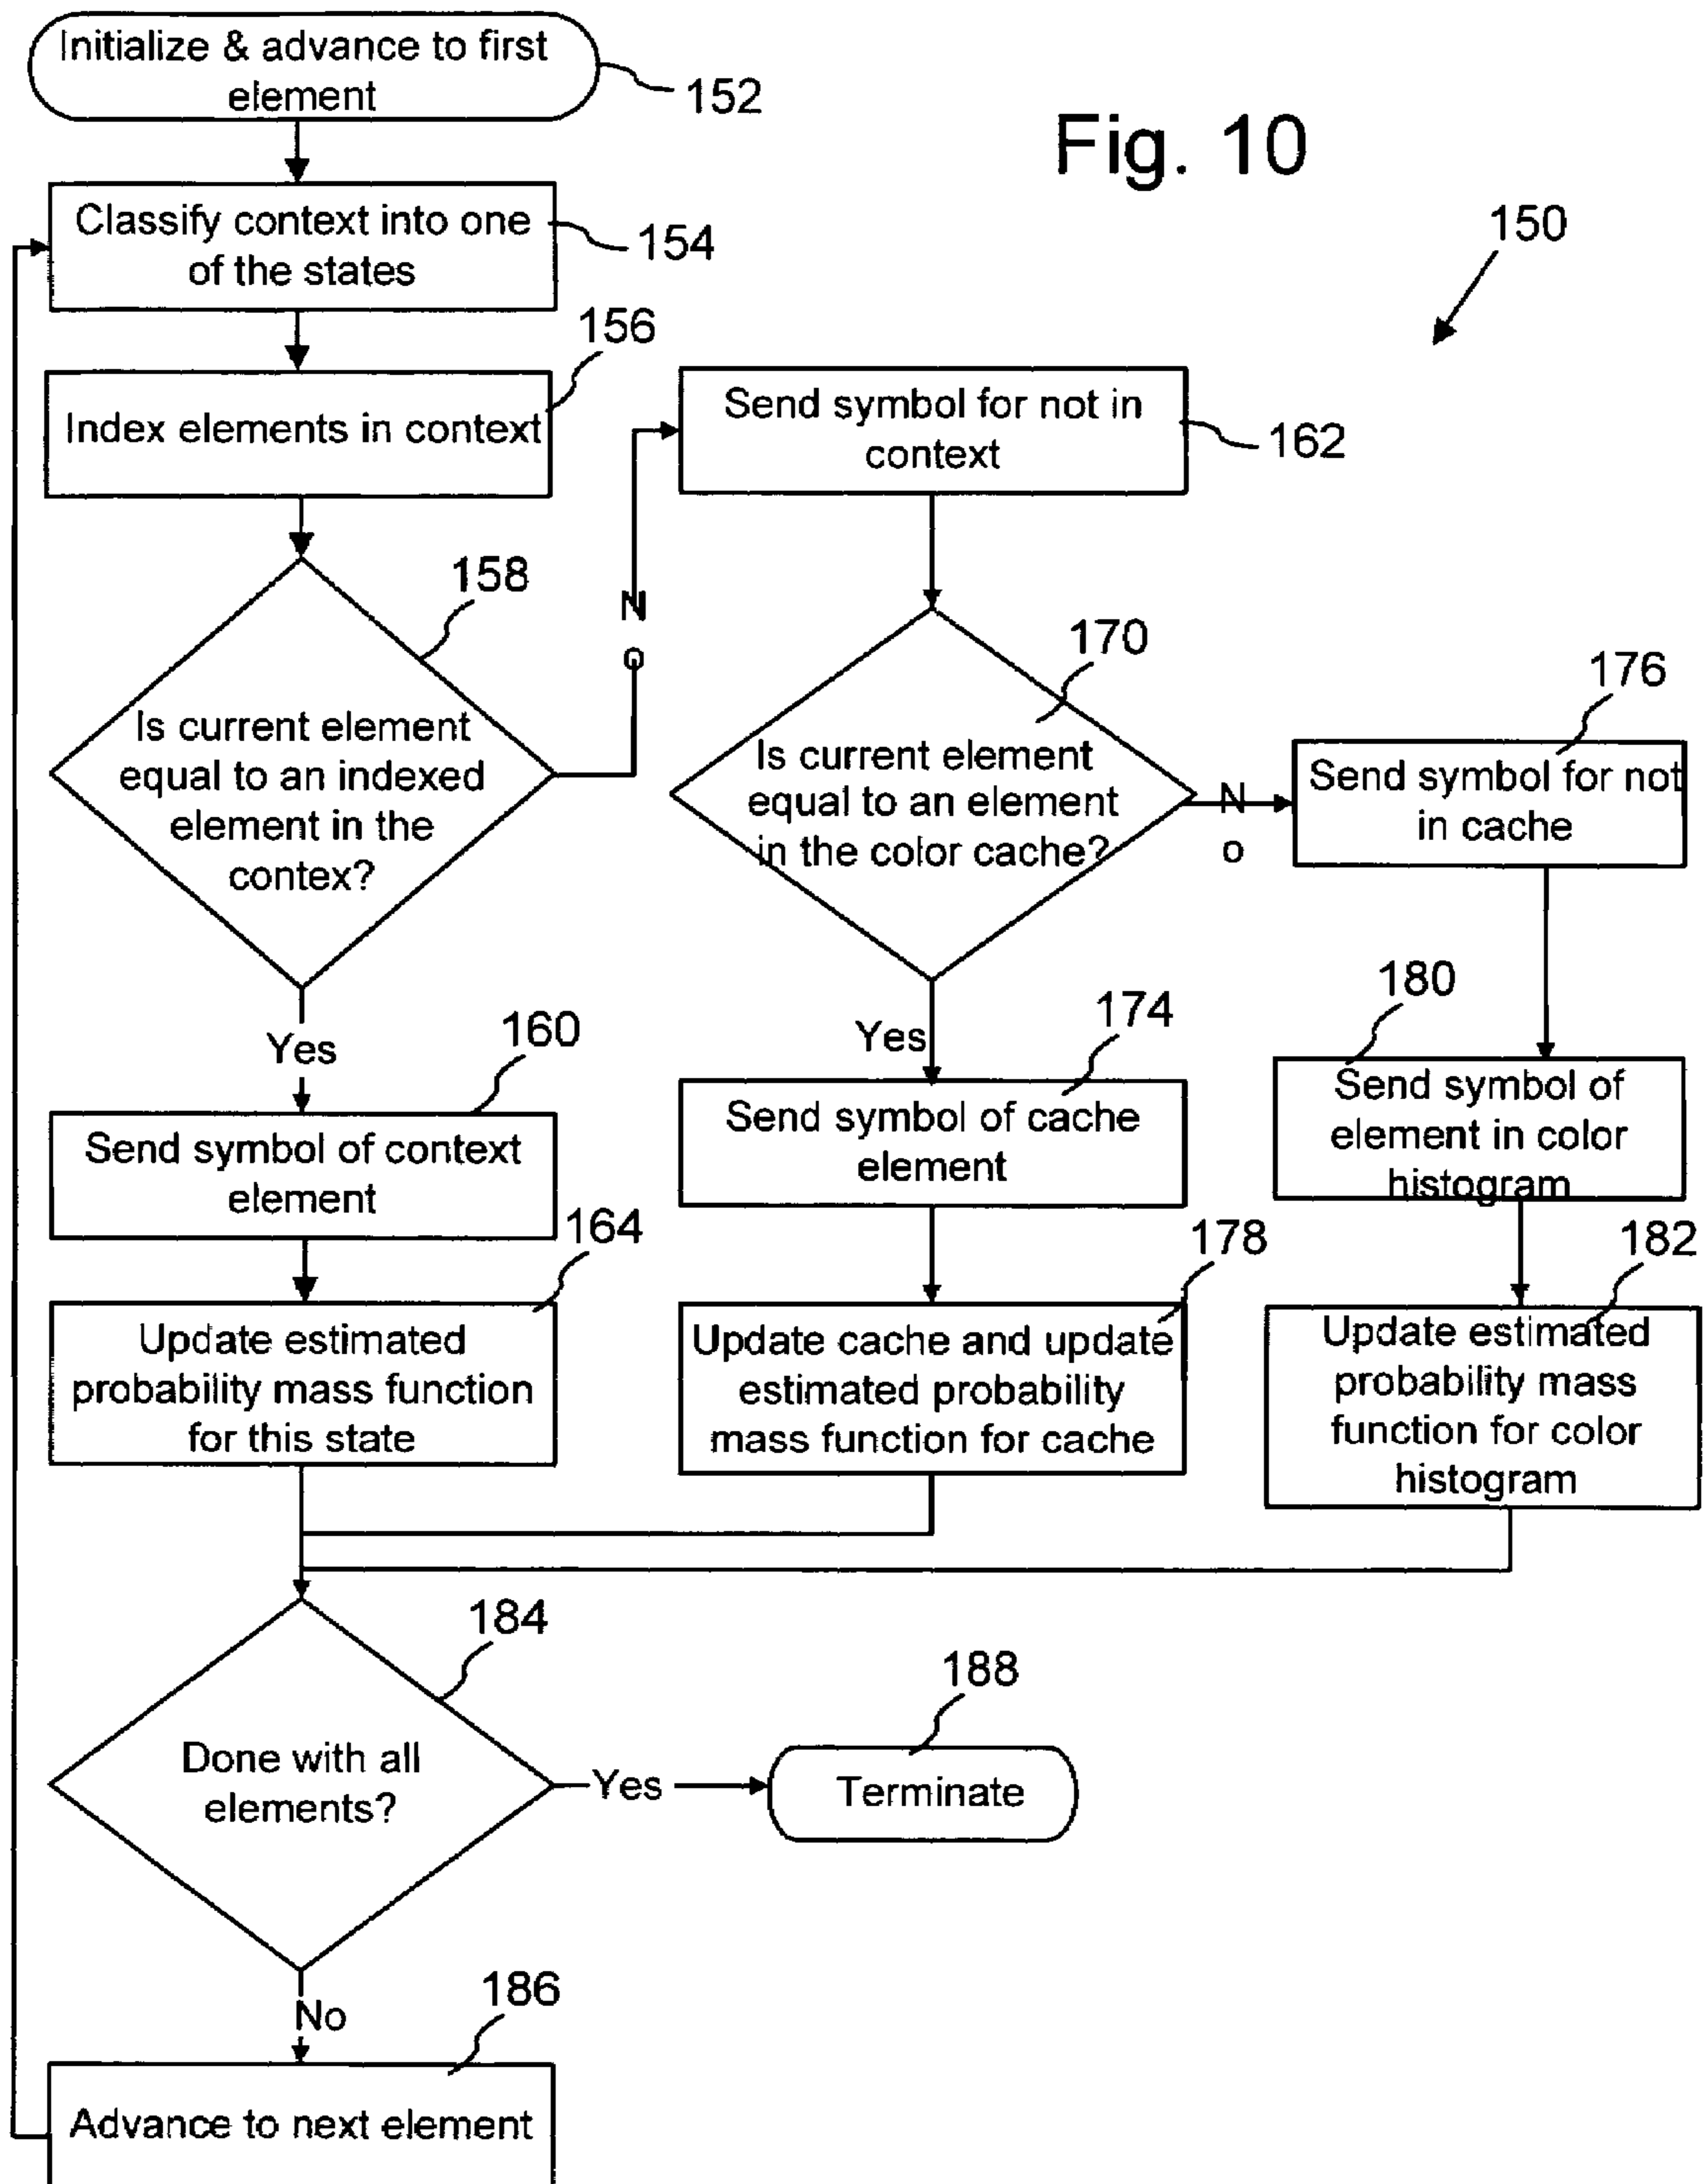 Initialize & advance to first
element
152
Fig. 10
150
Classify context into one
of the states
154
156
Index elements in context
Send symbol for not in
context
162
158
N
o
Is current element
equal to an indexed
element in the
contex?
170
Is current element
equal to an element
in the color cache?
N
o
176
Send symbol for not
in cache
Yes
160
Send symbol of context
element
Yes
174
Send symbol of cache
element
180
Send symbol of
element in color
histogram
164
Update estimated
probability mass function
for this state
178
Update cache and update
estimated probability
mass function for cache
182
Update estimated
probability mass
function for color
histogram
184
Done with all
elements?
Yes
188
Terminate
No
186
Advance to next element